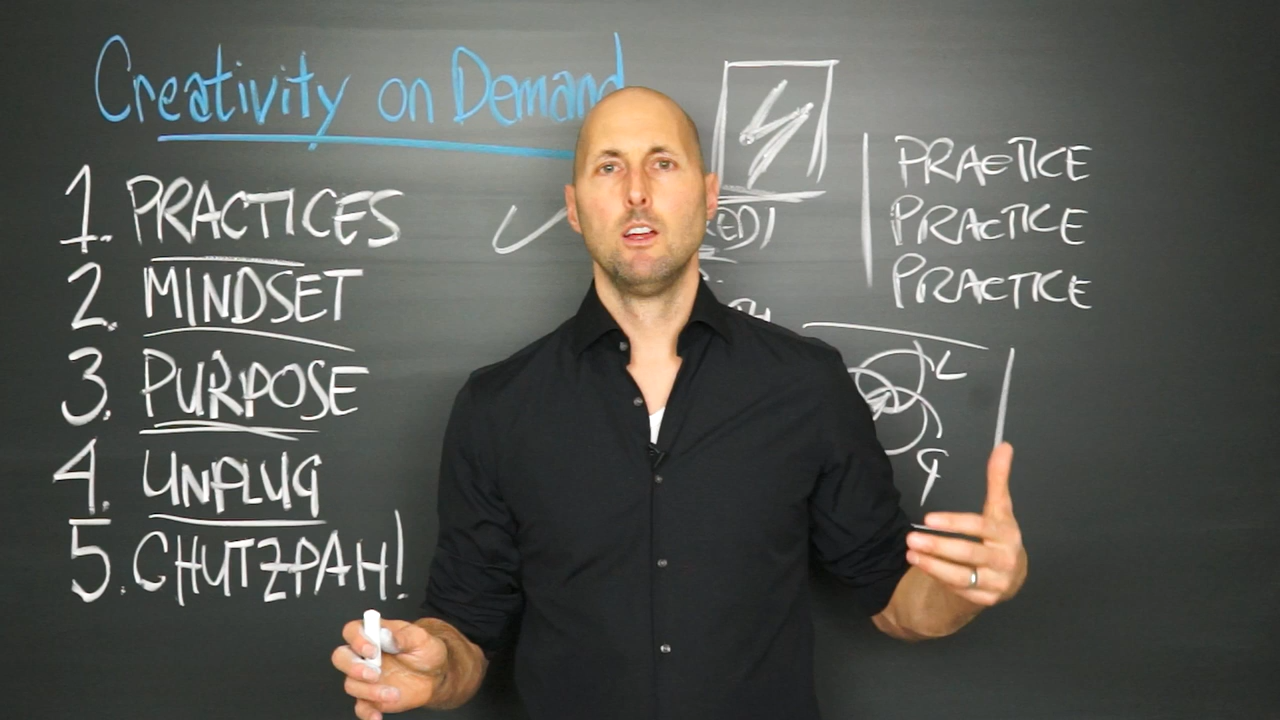 Creativity on Demand
1. PRACTICES
2. MINDSET
3. PURPOSE
4. UNPLUG
5. CHUTZPAH!
PRACTICE
PRACTICE
PRACTICE
L